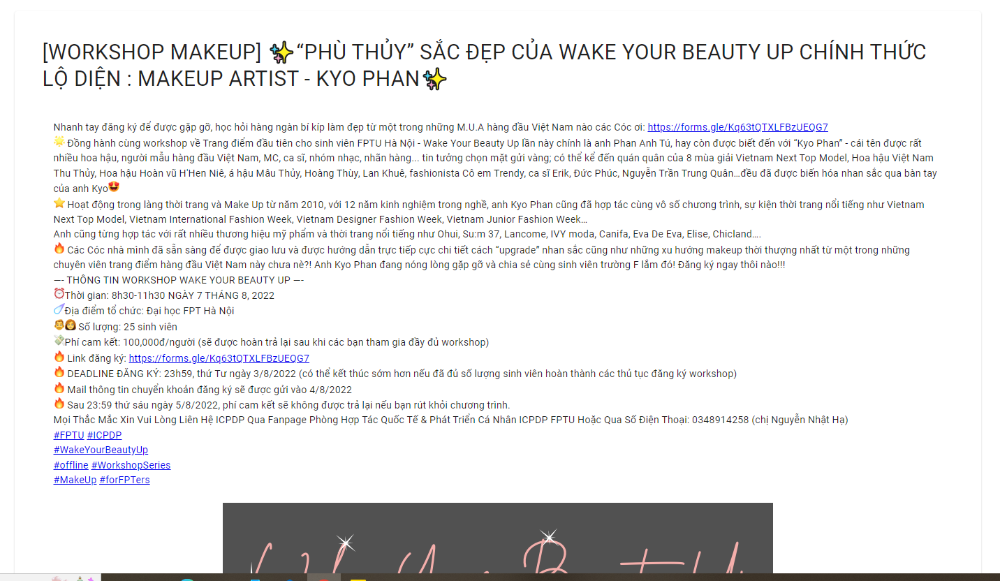 [WORKSHOP MAKEUP] ✨“PHÙ THỦY” SẮC ĐẸP CỦA WAKE YOUR BEAUTY UP CHÍNH THỨC
LỘ DIỆN : MAKEUP ARTIST - KYO PHAN✨
Nhanh tay đăng ký để được gặp gỡ, học hỏi hàng ngàn bí kíp làm đẹp từ một trong những M.U.A hàng đầu Việt Nam nào các Cóc ơi: https://forms.gle/Kq63tQTXLFBzUEQG7
🌟 Đồng hành cùng workshop về Trang điểm đầu tiên cho sinh viên FPTU Hà Nội - Wake Your Beauty Up lần này chính là anh Phan Anh Tú, hay còn được biết đến với “Kyo Phan” - cái tên được rất
nhiều hoa hậu, người mẫu hàng đầu Việt Nam, MC, ca sĩ, nhóm nhạc, nhãn hàng... tin tưởng chọn mặt gửi vàng; có thể kể đến quán quân của 8 mùa giải Vietnam Next Top Model, Hoa hậu Việt Nam
Thu Thủy, Hoa hậu Hoàn vũ H'Hen Niê, á hậu Mâu Thủy, Hoàng Thùy, Lan Khuê, fashionista Cô em Trendy, ca sĩ Erik, Đức Phúc, Nguyễn Trần Trung Quân…đều đã được biến hóa nhan sắc qua bàn tay
của anh Kyo😍
⭐ Hoạt động trong làng thời trang và Make Up từ năm 2010, với 12 năm kinh nghiệm trong nghề, anh Kyo Phan cũng đã hợp tác cùng vô số chương trình, sự kiện thời trang nổi tiếng như Vietnam
Next Top Model, Vietnam International Fashion Week, Vietnam Designer Fashion Week, Vietnam Junior Fashion Week…
Anh cũng từng hợp tác với rất nhiều thương hiệu mỹ phẩm và thời trang nổi tiếng như Ohui, Su:m 37, Lancome, IVY moda, Canifa, Eva De Eva, Elise, Chicland….
🔥 Các Cóc nhà mình đã sẵn sàng để được giao lưu và được hướng dẫn trực tiếp cực chi tiết cách “upgrade” nhan sắc cũng như những xu hướng makeup thời thượng nhất từ một trong những
chuyên viên trang điểm hàng đầu Việt Nam này chưa nè?! Anh Kyo Phan đang nóng lòng gặp gỡ và chia sẻ cùng sinh viên trường F lắm đó! Đăng ký ngay thôi nào!!!
—- THÔNG TIN WORKSHOP WAKE YOUR BEAUTY UP —-
⏰Thời gian: 8h30-11h30 NGÀY 7 THÁNG 8, 2022
☄Địa điểm tổ chức: Đại học FPT Hà Nội
👨👩 Số lượng: 25 sinh viên
💸Phí cam kết: 100,000đ/người (sẽ được hoàn trả lại sau khi các bạn tham gia đầy đủ workshop)
🔥 Link đăng ký: https://forms.gle/Kq63tQTXLFBzUEQG7
🔥 DEADLINE ĐĂNG KÝ: 23h59, thứ Tư ngày 3/8/2022 (có thể kết thúc sớm hơn nếu đã đủ số lượng sinh viên hoàn thành các thủ tục đăng ký workshop)
🔥 Mail thông tin chuyển khoản đăng ký sẽ được gửi vào 4/8/2022
🔥 Sau 23:59 thứ sáu ngày 5/8/2022, phí cam kết sẽ không được trả lại nếu bạn rút khỏi chương trình.
Mọi Thắc Mắc Xin Vui Lòng Liên Hệ ICPDP Qua Fanpage Phòng Hợp Tác Quốc Tế & Phát Triển Cá Nhân ICPDP FPTU Hoặc Qua Số Điện Thoại: 0348914258 (chị Nguyễn Nhật Hạ)
#FPTU #ICPDP
#WakeYourBeautyUp
#offline #WorkshopSeries
#MakeUp #forFPTers